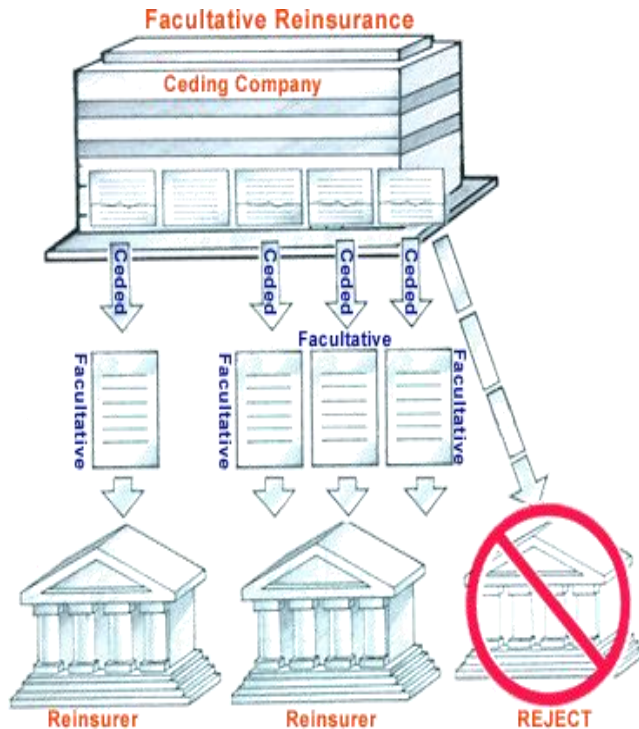 Facultative Reinsurance
Ceding Company
Ceded
Ceded
Ceded
Ceded
Facultative
Facultative
Facultative
Facultative
Reinsurer
Reinsurer
REJECT